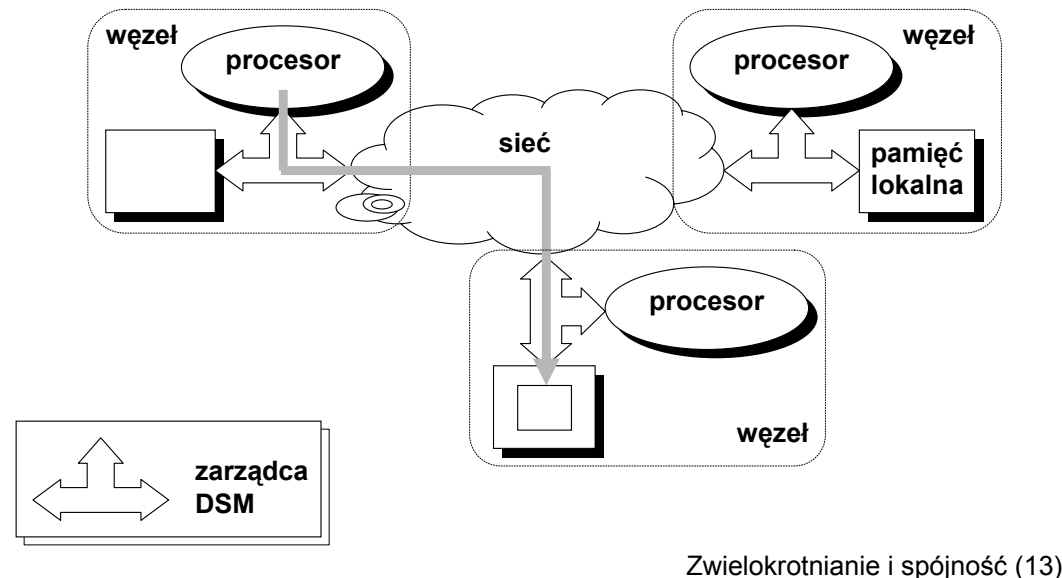 węzeł
procesor
węzeł
procesor
sieć
pamięć
lokalna
procesor
węzeł
zarządca
DSM
Zwielokrotnianie i spójność (13)